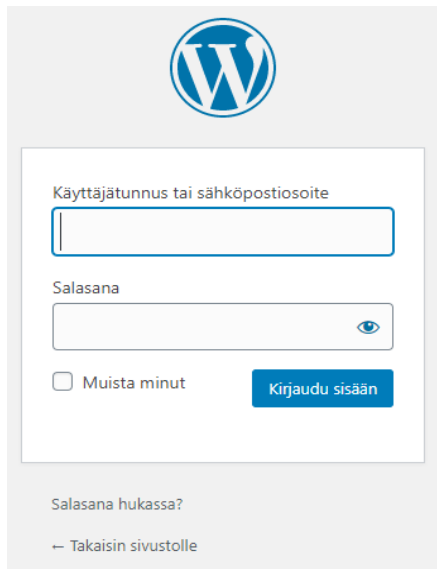 Käyttäjätunnus tai sähköpostiosoite
Salasana
Muista minut
Kirjaudu sisään
Salasana hukassa?
← Takaisin sivustolle